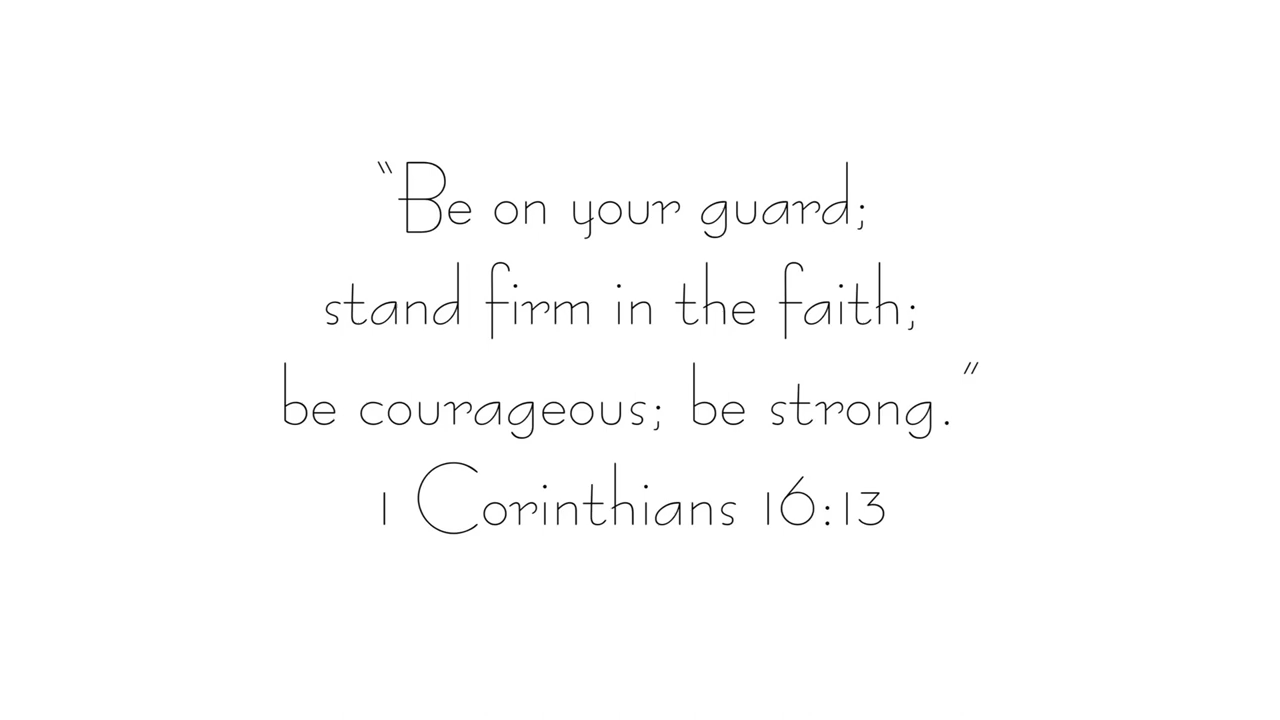 “Be on your guard;
stand firm in the faith;
be courageous; be strong.”
1 Corinthians 16:13